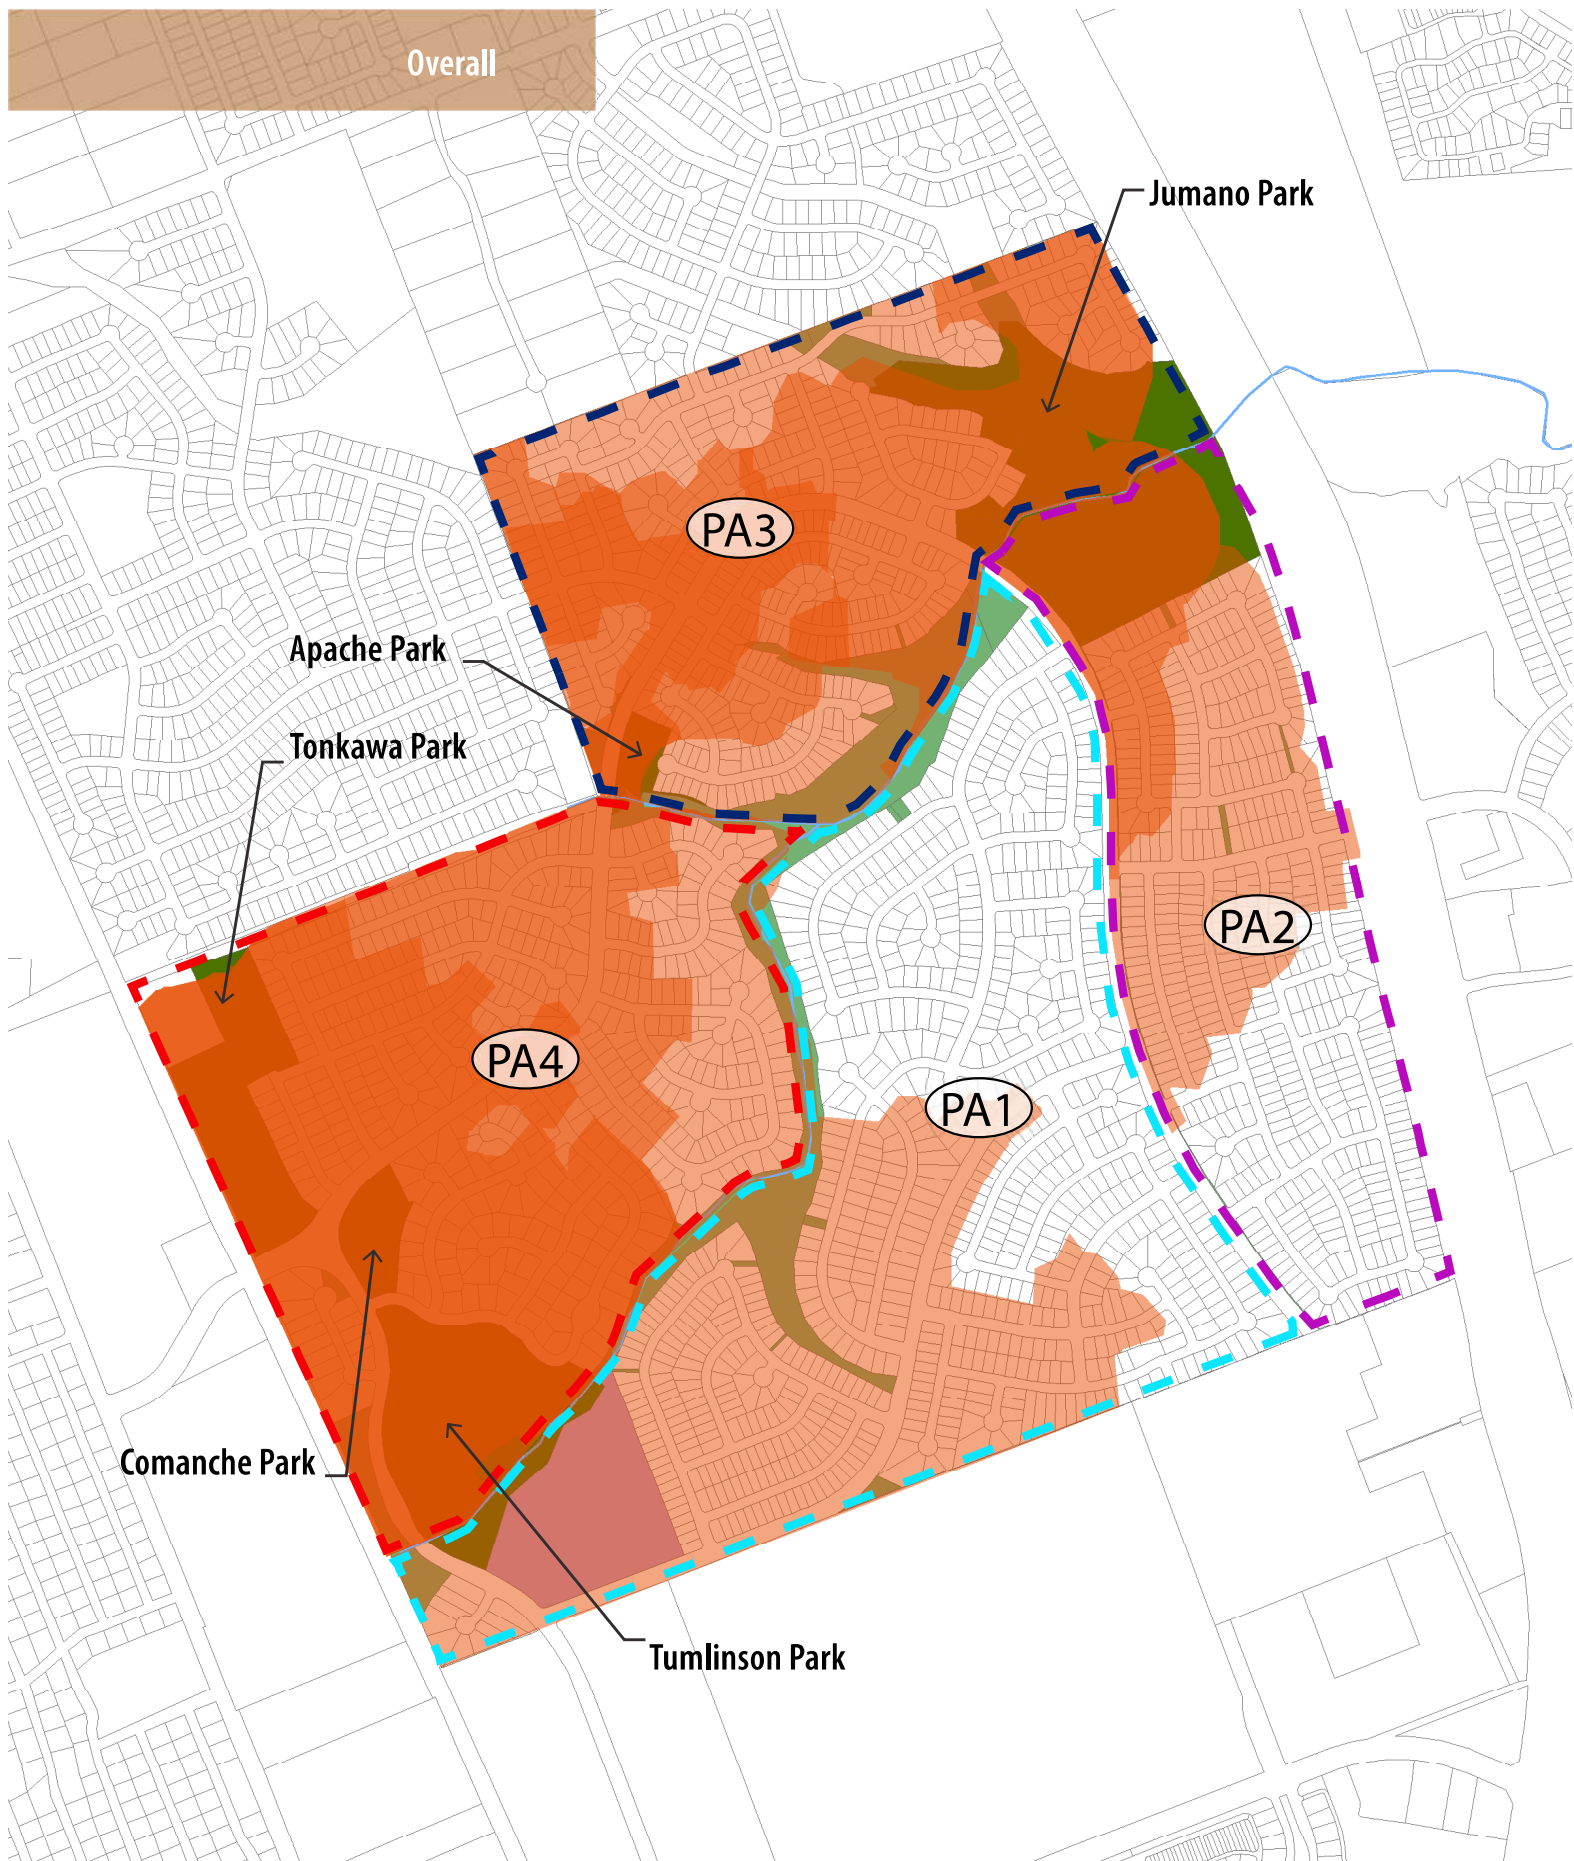 Overall
Jumano Park
PA3
Apache Park
Tonkawa Park
PA2
PA4
PA1
Comanche Park
Tumlinson Park